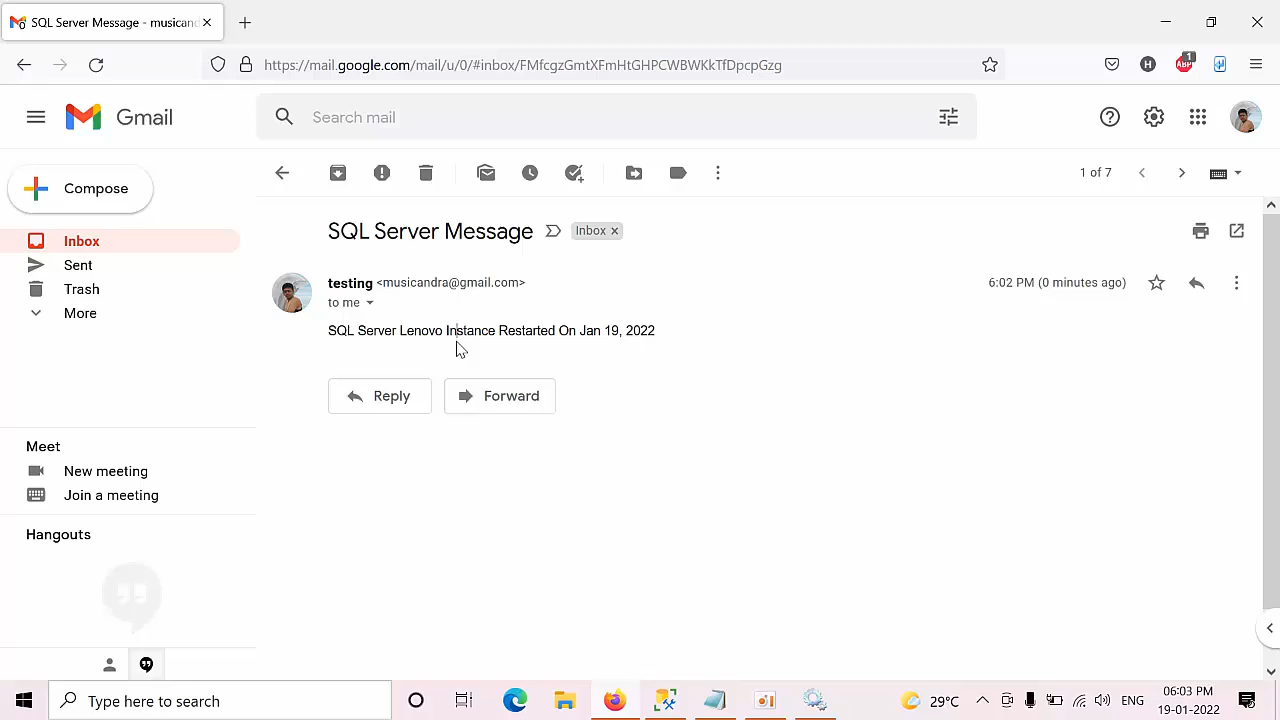 SQL Server Message - musicand
https://mail.google.com/mail/u/0/#inbox/FMfcgzGmtXFmHtGHPCWBWKkTfDpcpGzg
H
ABP
1
Gmail
Search mail
Compose
1 of 7
Inbox
Sent
Trash
More
SQL Server Message
Inbox ×
testing <musicandra@gmail.com>
6:02 PM (0 minutes ago)
to me
SQL Server Lenovo Instance Restarted On Jan 19, 2022
Reply
Forward
Meet
New meeting
Join a meeting
Hangouts
Type here to search
29°C
ENG
06:03 PM
19-01-2022